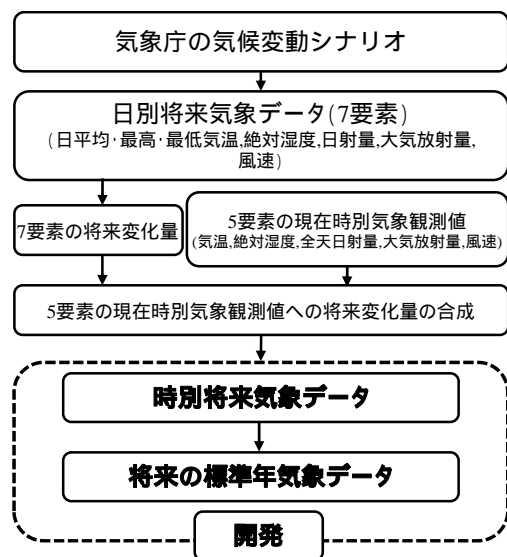 気象庁の気候変動シナリオ
日別将来気象データ(7要素)
(日平均･最高･最低気温,絶対湿度,日射量,大気放射量,
風速)
7要素の将来変化量
5要素の現在時別気象観測値
(気温,絶対湿度,全天日射量,大気放射量,風速)
5要素の現在時別気象観測値への将来変化量の合成
時別将来気象データ
将来の標準年気象データ
開発